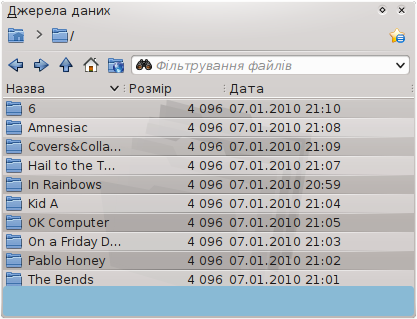 Джерела даних
/
Фільтрування файлів
Назва Розмір Дата
6 4 096 07.01.2010 21:10
Amnesiac 4 096 07.01.2010 21:08
Covers&Colla... 4 096 07.01.2010 21:09
Hail to the T... 4 096 07.01.2010 21:07
In Rainbows 4 096 07.01.2010 20:59
Kid A 4 096 07.01.2010 21:04
OK Computer 4 096 07.01.2010 21:05
On a Friday D... 4 096 07.01.2010 21:03
Pablo Honey 4 096 07.01.2010 21:02
The Bends 4 096 07.01.2010 21:01